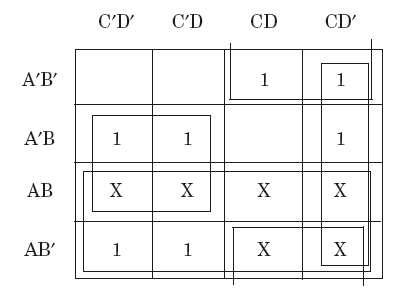 C′D′ C′D CD CD′
A′B′ 1 1
A′B 1 1 1
AB X X X X
AB′ 1 1 X X